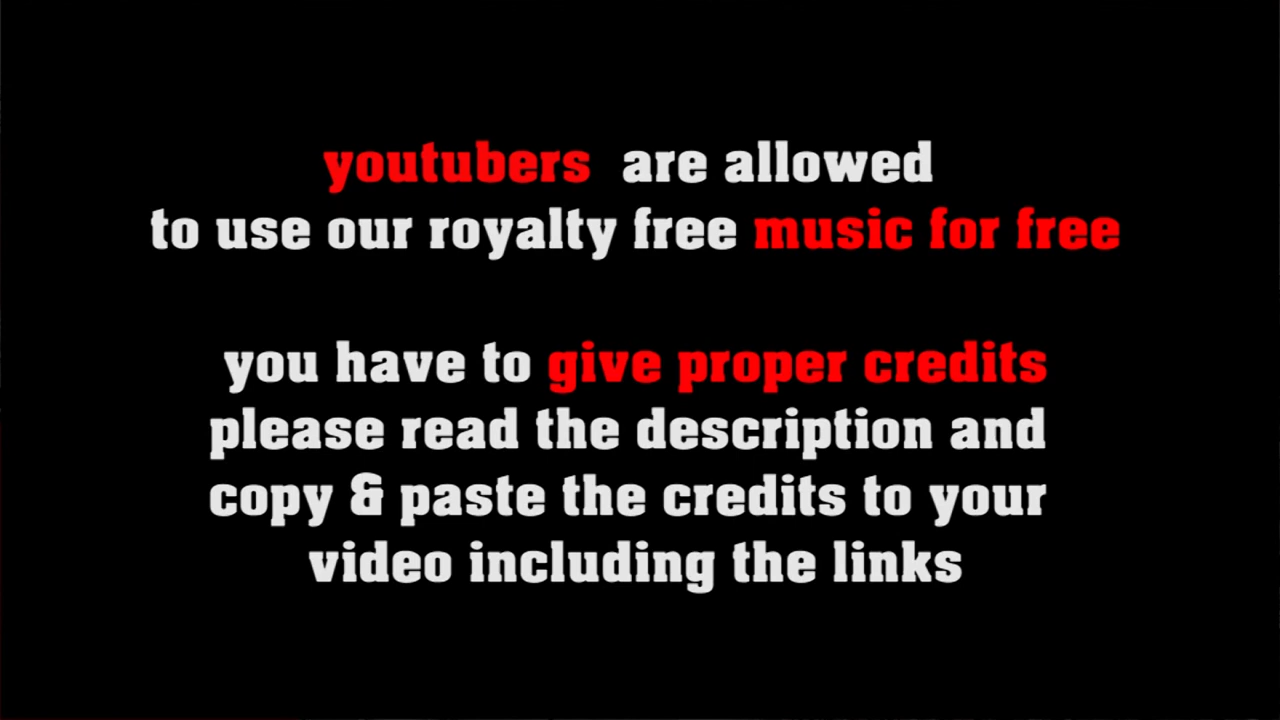 youtubers are allowed
to use our royalty free music for free
you have to give proper credits
please read the description and
copy & paste the credits to your
video including the links